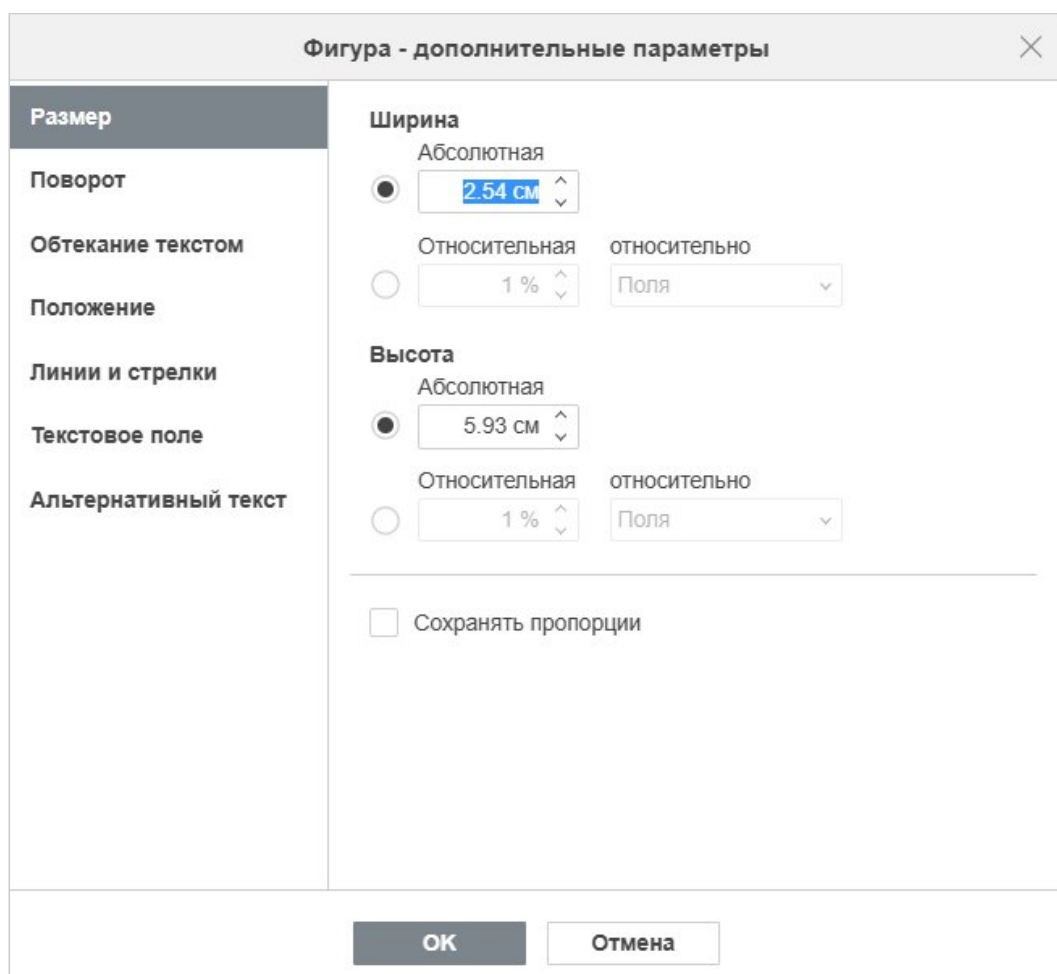 Фигура - дополнительные параметры
Размер
Поворот
Обтекание текстом
Положение
Линии и стрелки
Текстовое поле
Альтернативный текст
Ширина
Абсолютная
2.54 см
Относительная относительно
1 % Поля
Высота
Абсолютная
5.93 см
Относительная относительно
1 % Поля
Сохранять пропорции
OK Отмена